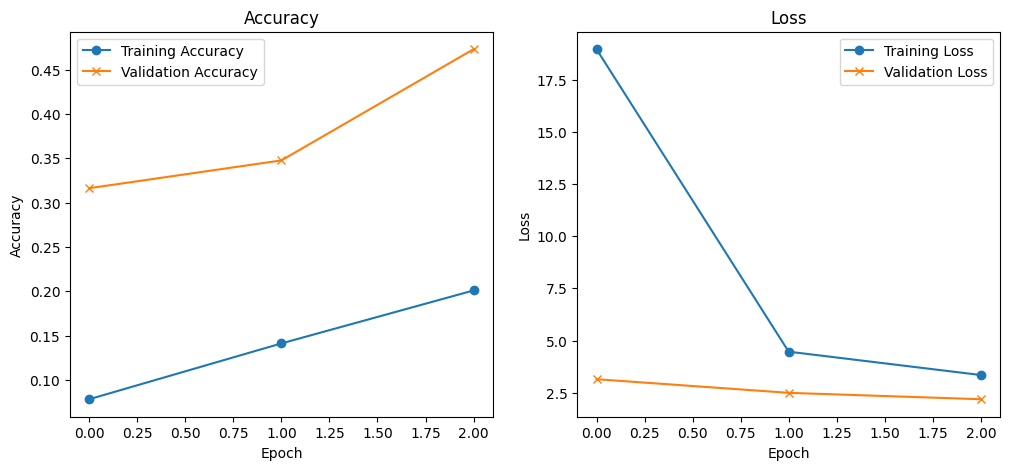 Accuracy
Training Accuracy
Validation Accuracy
0.45
0.40
0.35
0.30
0.25
0.20
0.15
0.10
Accuracy
0.00 0.25 0.50 0.75 1.00 1.25 1.50 1.75 2.00
Epoch
Loss
Training Loss
Validation Loss
17.5
15.0
12.5
10.0
7.5
5.0
2.5
Loss
0.00 0.25 0.50 0.75 1.00 1.25 1.50 1.75 2.00
Epoch